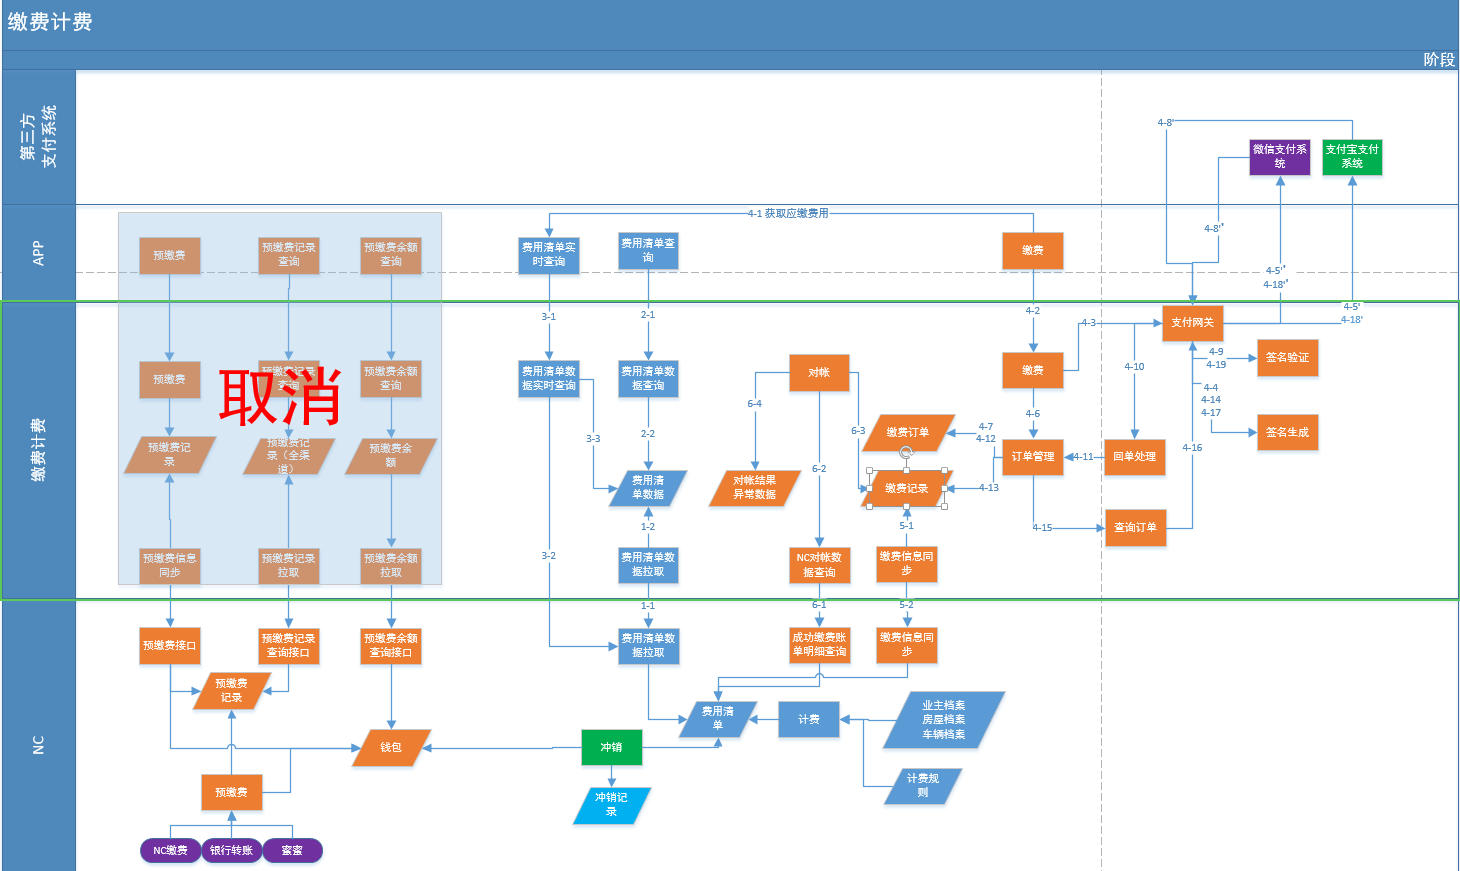 缴费计费
阶段
第三方
支付系统
4-8'
微信支付系
统
支付宝支付
系统
APP
4-1 获取应缴费用
预缴费
预缴费记录
查询
预缴费余额
查询
费用清单实
时查询
费用清单查
询
缴费
4-8''
4-5''
4-18''
缴费计费
3-1
2-1
4-2
4-3
支付网关
4-5'
4-18'
预缴费
预缴费记录
查询
预缴费余额
查询
取消
费用清单数
据实时查询
费用清单数
据查询
对帐
缴费
4-9
4-19
签名验证
4-10
4-4
4-14
4-17
签名生成
6-4
6-3
4-6
3-3
2-2
缴费订单
4-7
4-12
预缴费记
录
预缴费记
录（全渠
道）
预缴费余
额
订单管理
4-11
回单处理
4-16
6-2
费用清
单数据
对帐结果
异常数据
缴费记录
4-13
1-2
5-1
4-15
查询订单
3-2
预缴费信息
同步
预缴费记录
拉取
预缴费余额
拉取
费用清单数
据拉取
NC对帐数
据查询
缴费信息同
步
NC
1-1
6-1
5-2
预缴费接口
预缴费记录
查询接口
预缴费余额
查询接口
费用清单数
据拉取
成功缴费账
单明细查询
缴费信息同
步
预缴费
记录
费用清
单
计费
业主档案
房屋档案
车辆档案
钱包
冲销
计费规
则
预缴费
冲销记
录
NC缴费
银行转账
蜜蜜